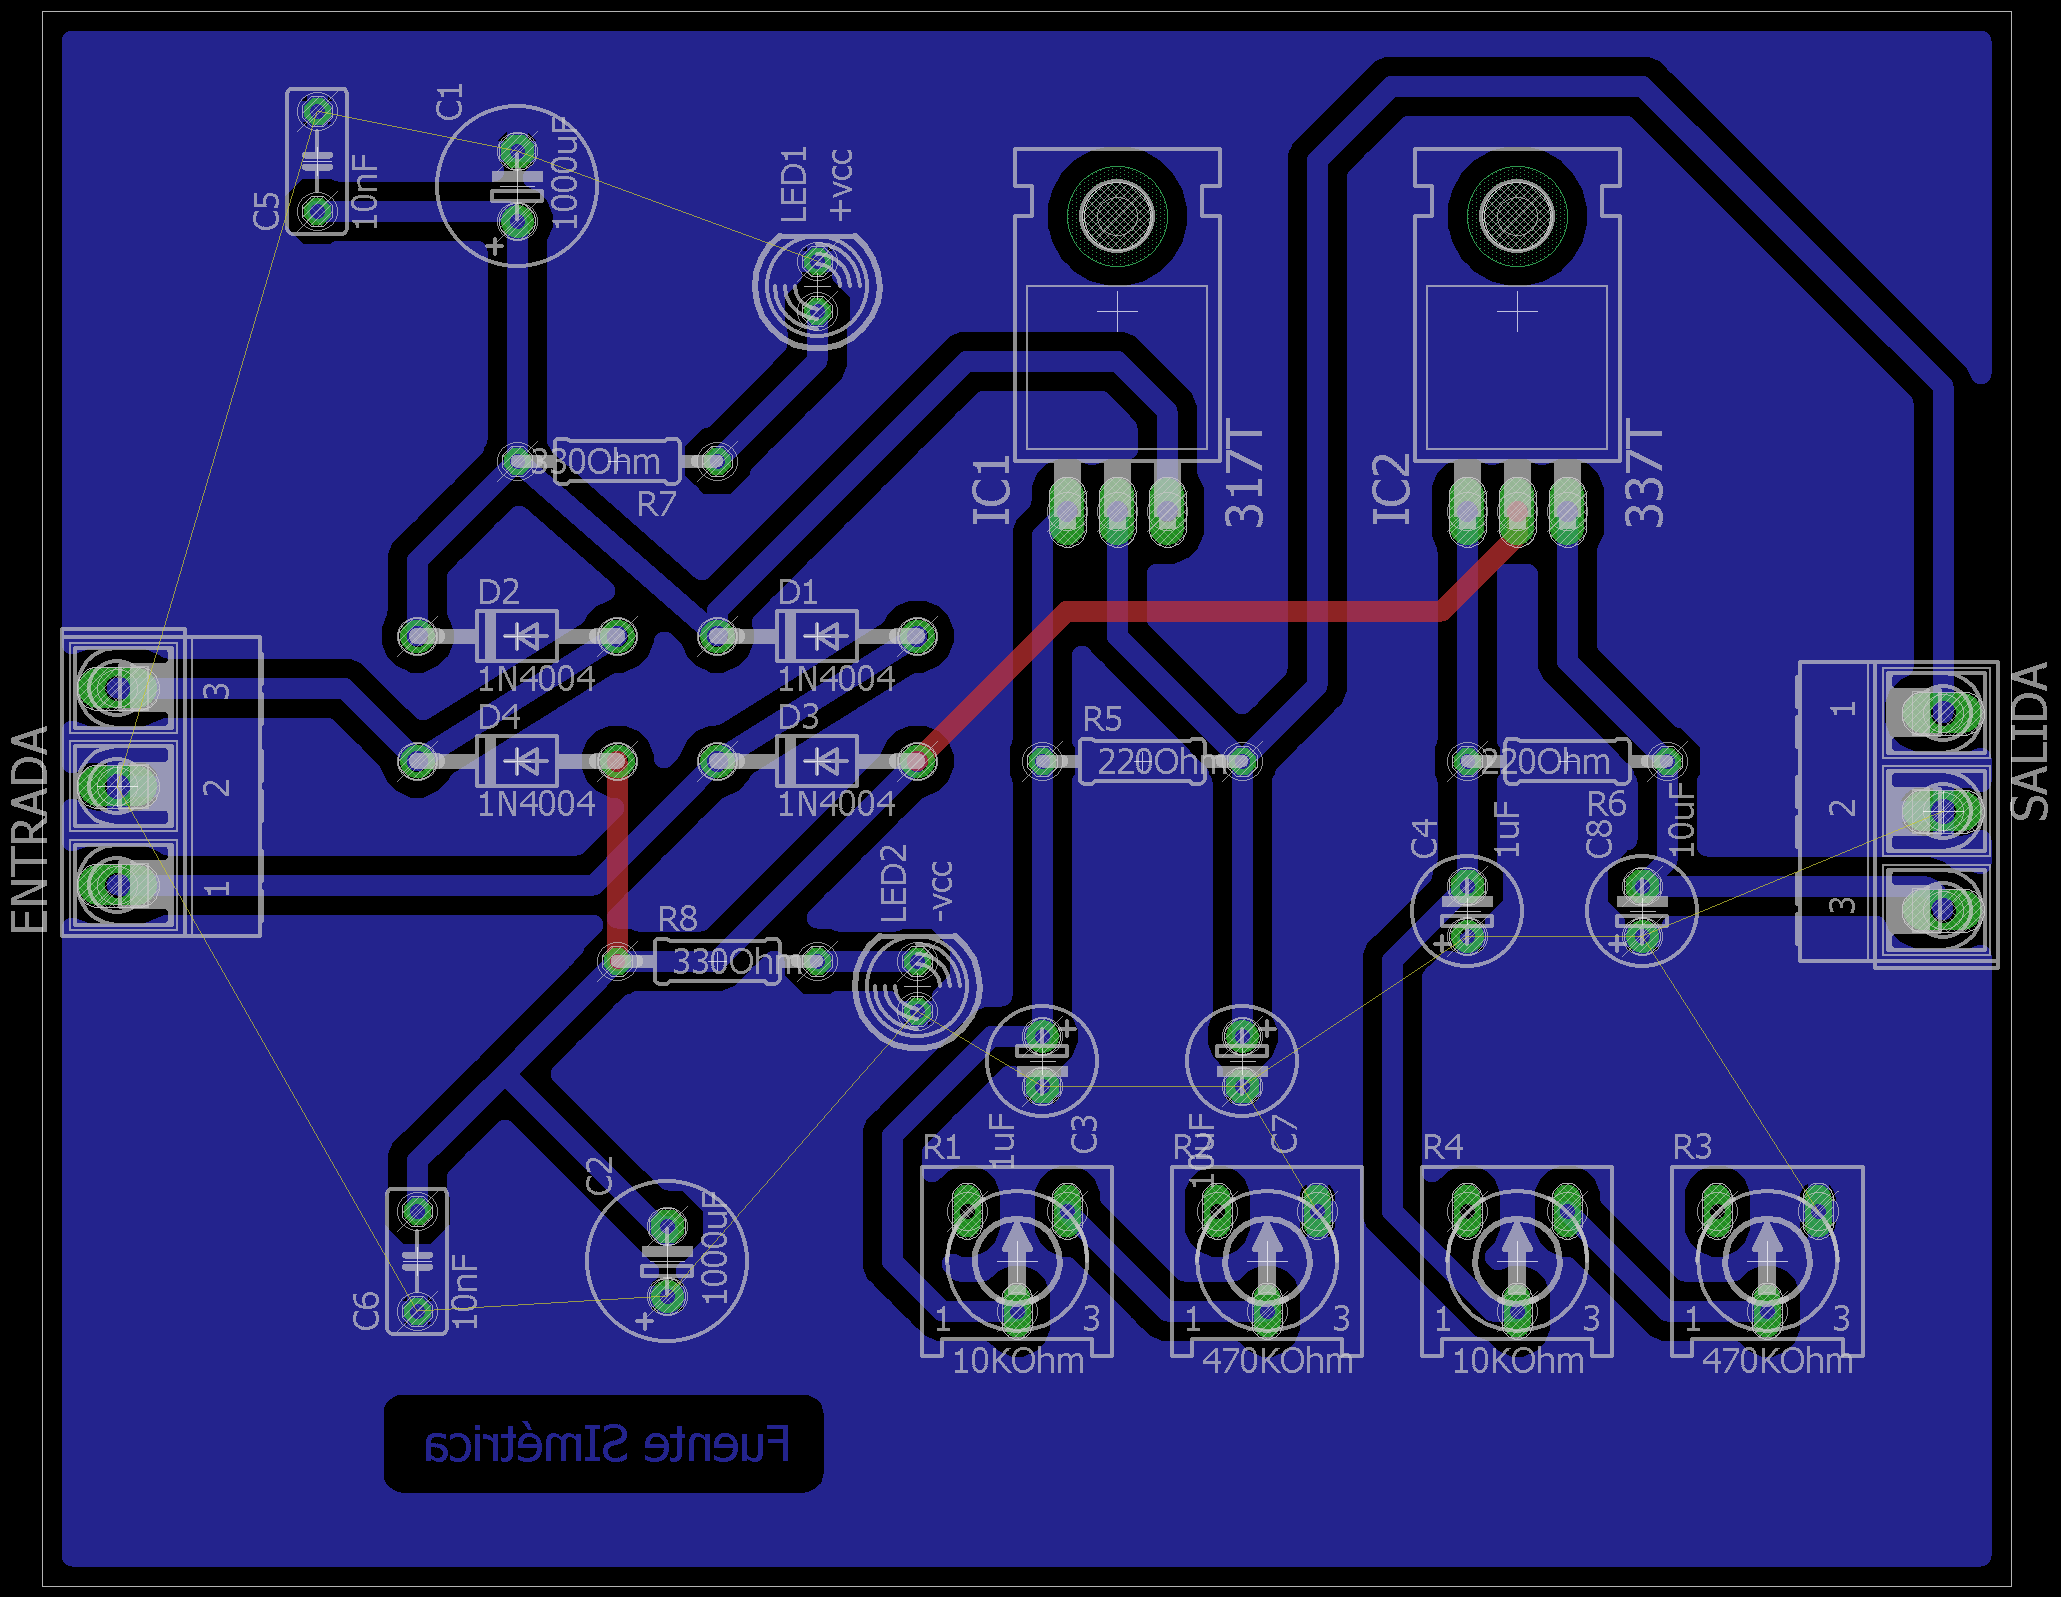 C1
1000uF
C5
10nF
LED1
+vcc
IC1
317T
IC2
337T
330Ohm
R7
D2
1N4004
D1
1N4004
D4
1N4004
D3
1N4004
ENTRADA
3
2
1
R5
220Ohm
220Ohm
R6
SALIDA
1
2
3
C4
1uF
C8
10uF
R8
330Ohm
LED2
-vcc
1uF
C3
10uF
C7
C2
1000uF
C6
10nF
R1
1
3
10KOhm
R2
1
3
470KOhm
R4
1
3
10KOhm
R3
1
3
470KOhm
Fuente SImétrica